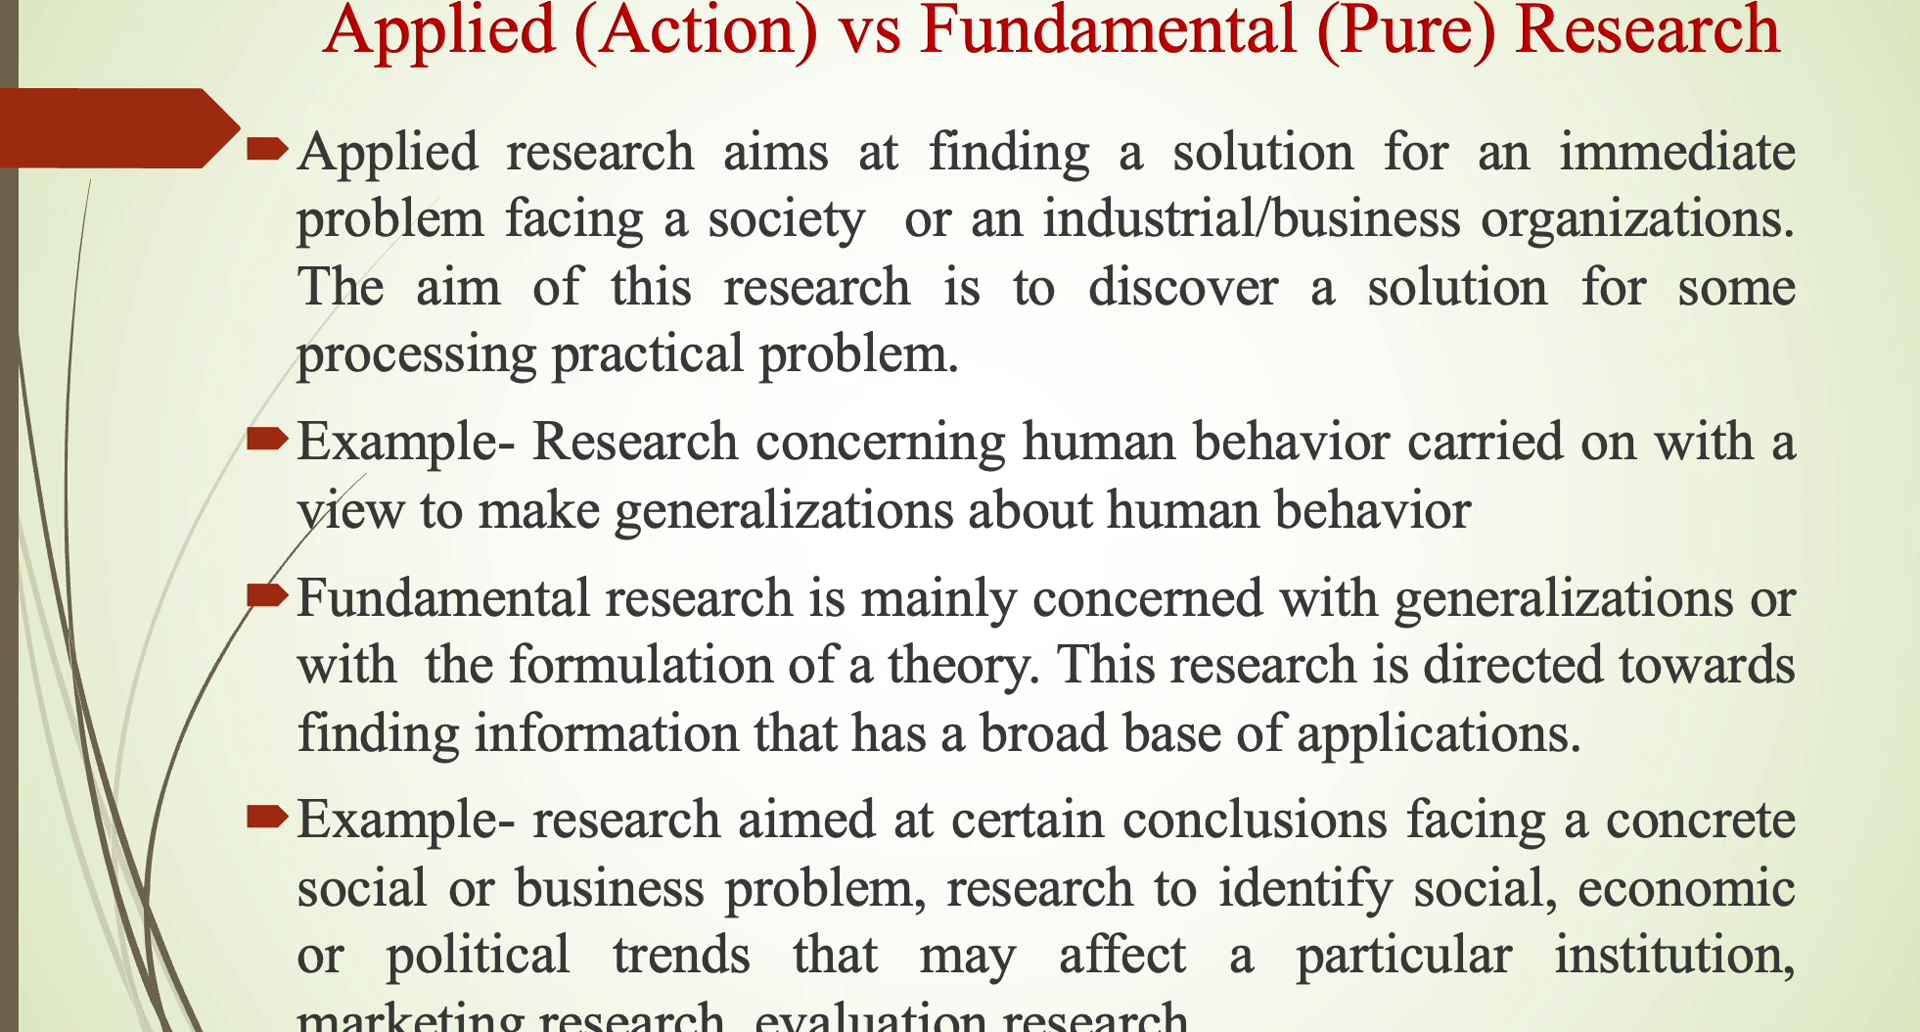 Applied (Action) vs Fundamental (Pure) Research
Applied research aims at finding a solution for an immediate
problem facing a society or an industrial/business organizations.
The aim of this research is to discover a solution for some
processing practical problem.
Example- Research concerning human behavior carried on with a
view to make generalizations about human behavior
Fundamental research is mainly concerned with generalizations or
with the formulation of a theory. This research is directed towards
finding information that has a broad base of applications.
Example- research aimed at certain conclusions facing a concrete
social or business problem, research to identify social, economic
or political trends that may affect a particular institution,
marketing research, evaluation research